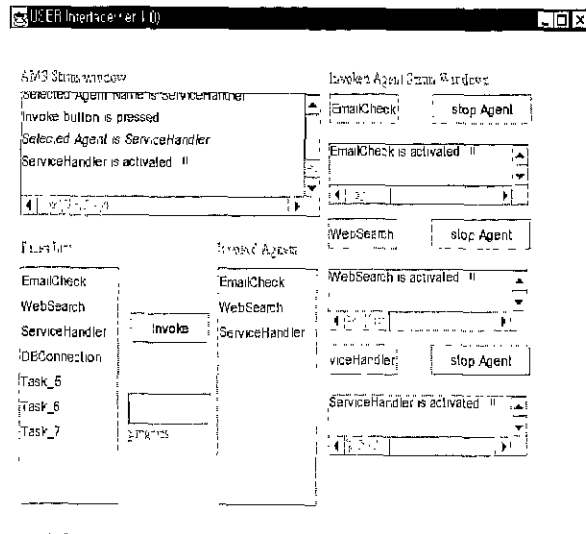 USER Interface
AMS Status window
Selected Agent Name is ServiceHandler
Invoke button is pressed
Selected Agent is ServiceHandler
ServiceHandler is activated !!
Invoked Agent Status Windows
EmailCheck
stop Agent
EmailCheck is activated !!
WebSearch
stop Agent
WebSearch is activated !!
viceHandler
stop Agent
ServiceHandler is activated !!
EmailCheck
WebSearch
ServiceHandler
DBConnection
Task_5
Task_6
Task_7
Invoke
Invoked Agents
EmailCheck
WebSearch
ServiceHandler